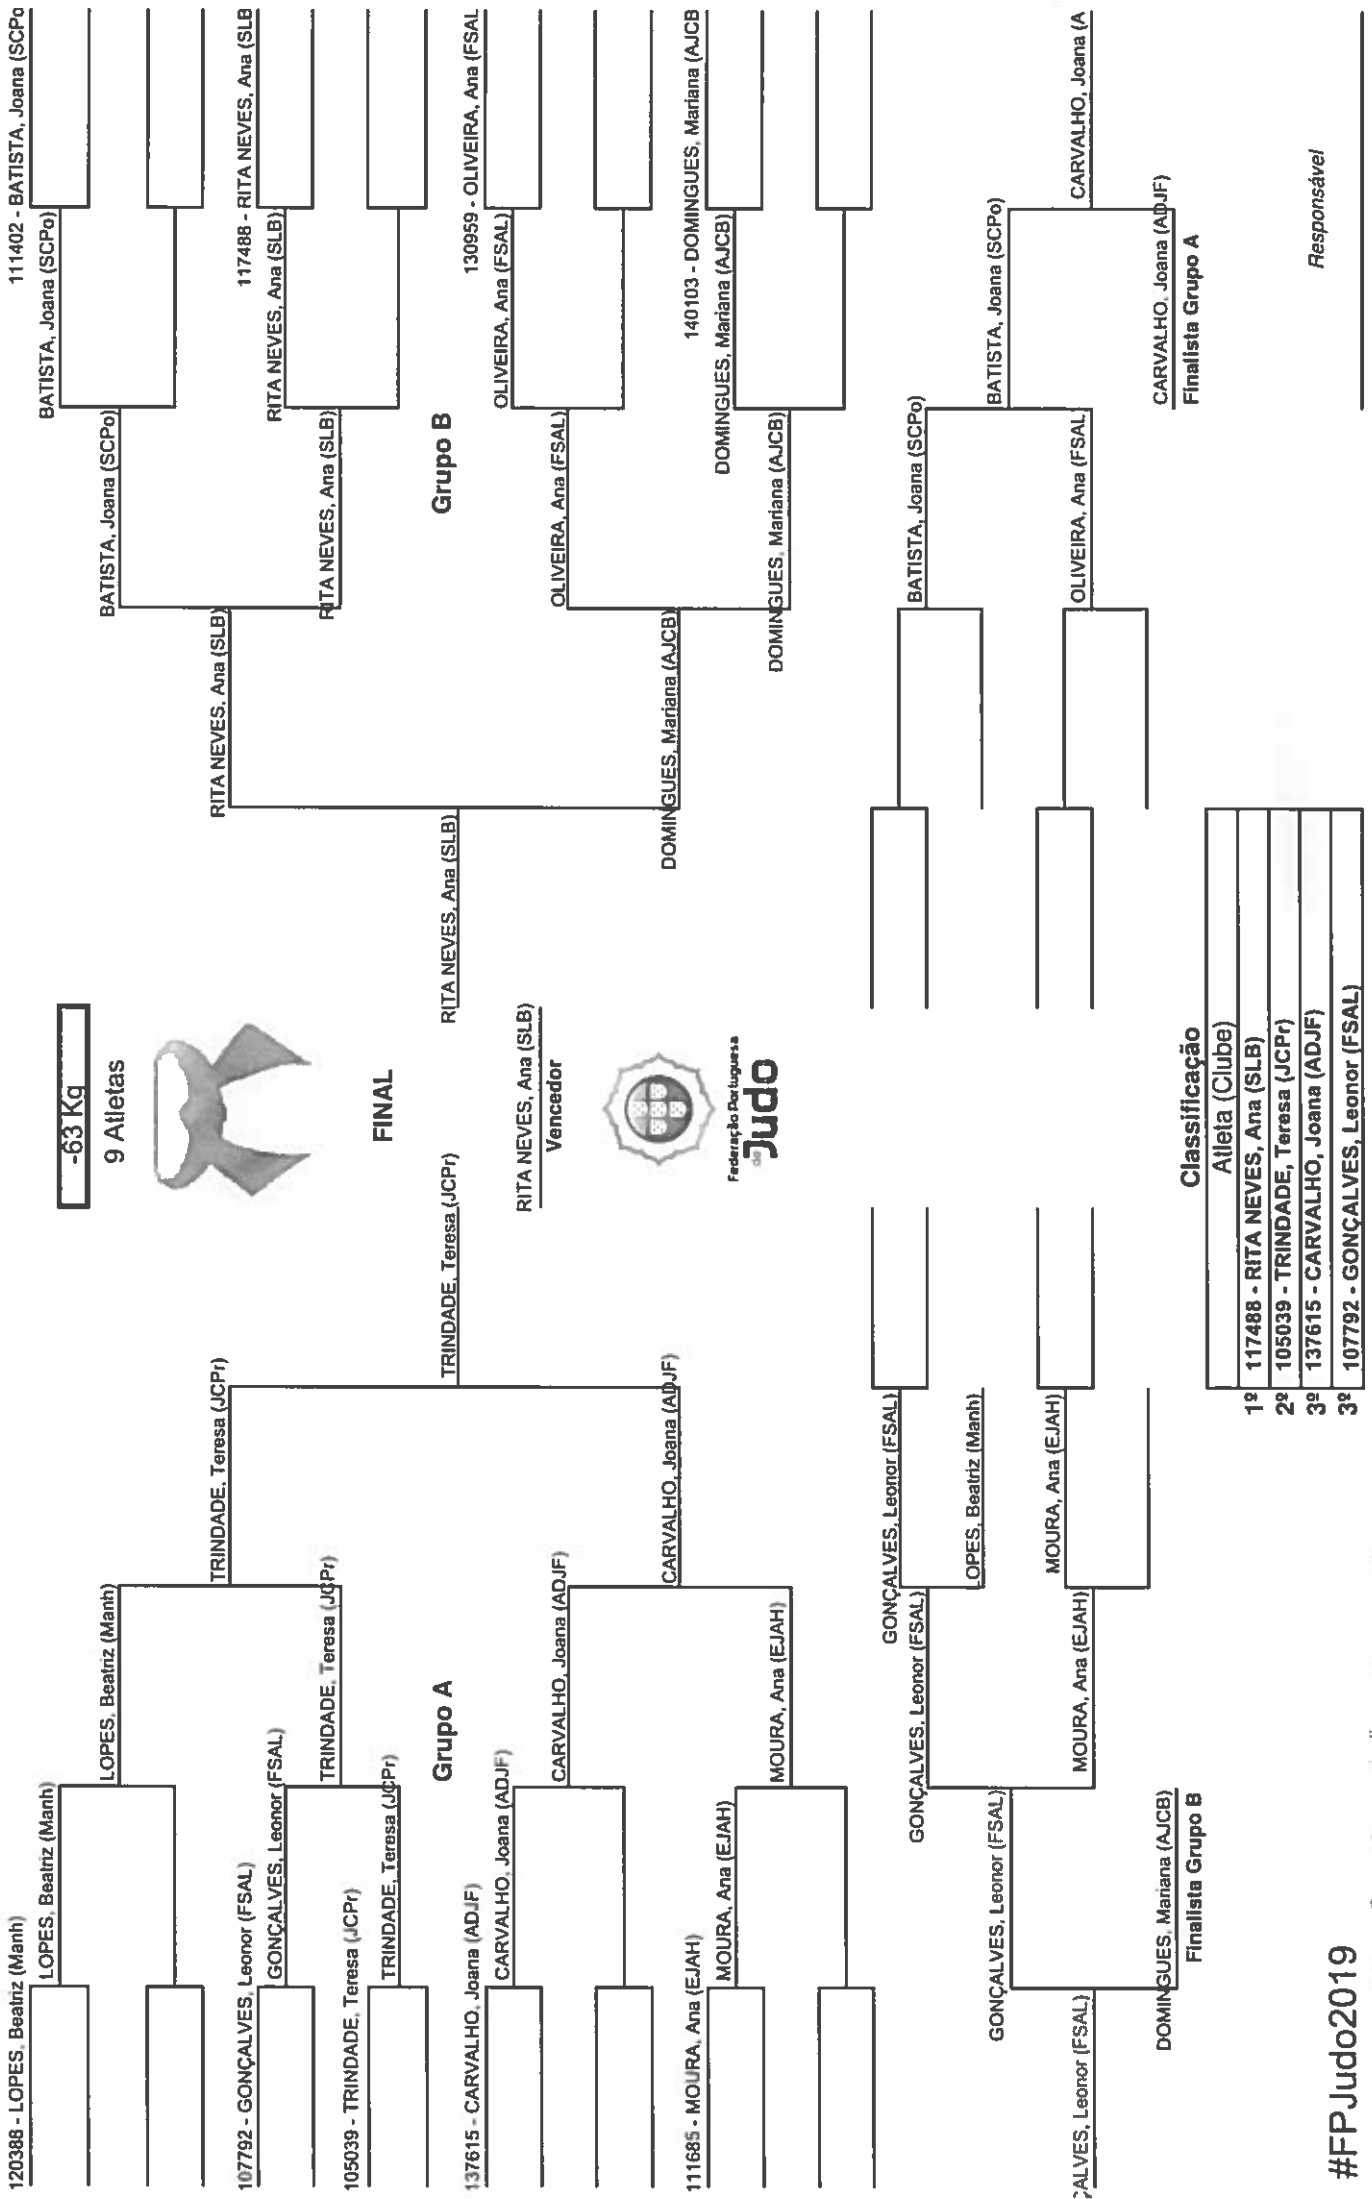 -63 Kg
9 Atletas
120388 - LOPES, Beatriz (Manh)
LOPES, Beatriz (Manh)
LOPES, Beatriz (Manh)
TRINDADE, Teresa (JCPr)
107792 - GONÇALVES, Leonor (FSAL)
GONÇALVES, Leonor (FSAL)
TRINDADE, Teresa (JCPr)
105039 - TRINDADE, Teresa (JCPr)
TRINDADE, Teresa (JCPr)
Grupo A
TRINDADE, Teresa (JCPr)
137615 - CARVALHO, Joana (ADJF)
CARVALHO, Joana (ADJF)
CARVALHO, Joana (ADJF)
CARVALHO, Joana (ADJF)
111685 - MOURA, Ana (EJAH)
MOURA, Ana (EJAH)
MOURA, Ana (EJAH)
FINAL
RITA NEVES, Ana (SLB)
Vencedor
Federação Portuguesa
de Judo
111402 - BATISTA, Joana (SCPo
BATISTA, Joana (SCPo)
BATISTA, Joana (SCPo)
RITA NEVES, Ana (SLB)
117488 - RITA NEVES, Ana (SLB
RITA NEVES, Ana (SLB)
RITA NEVES, Ana (SLB)
Grupo B
RITA NEVES, Ana (SLB)
130959 - OLIVEIRA, Ana (FSAL
OLIVEIRA, Ana (FSAL)
OLIVEIRA, Ana (FSAL)
DOMINGUES, Mariana (AJCB)
140103 - DOMINGUES, Mariana (AJCB
DOMINGUES, Mariana (AJCB)
DOMINGUES, Mariana (AJCB)
GONÇALVES, Leonor (FSAL)
GONÇALVES, Leonor (FSAL)
LOPES, Beatriz (Manh)
GONÇALVES, Leonor (FSAL)
MOURA, Ana (EJAH)
MOURA, Ana (EJAH)
ÇALVES, Leonor (FSAL)
DOMINGUES, Mariana (AJCB)
Finalista Grupo B
BATISTA, Joana (SCPo)
BATISTA, Joana (SCPo)
OLIVEIRA, Ana (FSAL
CARVALHO, Joana (A
CARVALHO, Joana (ADJF)
Finalista Grupo A
Classificação
Atleta (Clube)
1º 117488 - RITA NEVES, Ana (SLB)
2º 105039 - TRINDADE, Teresa (JCPr)
3º 137615 - CARVALHO, Joana (ADJF)
3º 107792 - GONÇALVES, Leonor (FSAL)
Responsável
#FPJudo2019